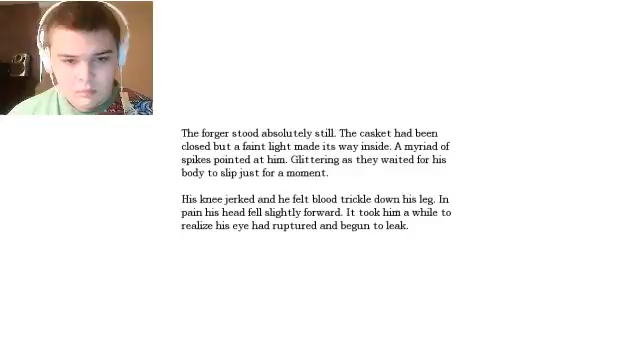 The forger stood absolutely still. The casket had been
closed but a faint light made its way inside. A myriad of
spikes pointed at him. Glittering as they waited for his
body to slip just for a moment.
His knee jerked and he felt blood trickle down his leg. In
pain his head fell slightly forward. It took him a while to
realize his eye had ruptured and begun to leak.